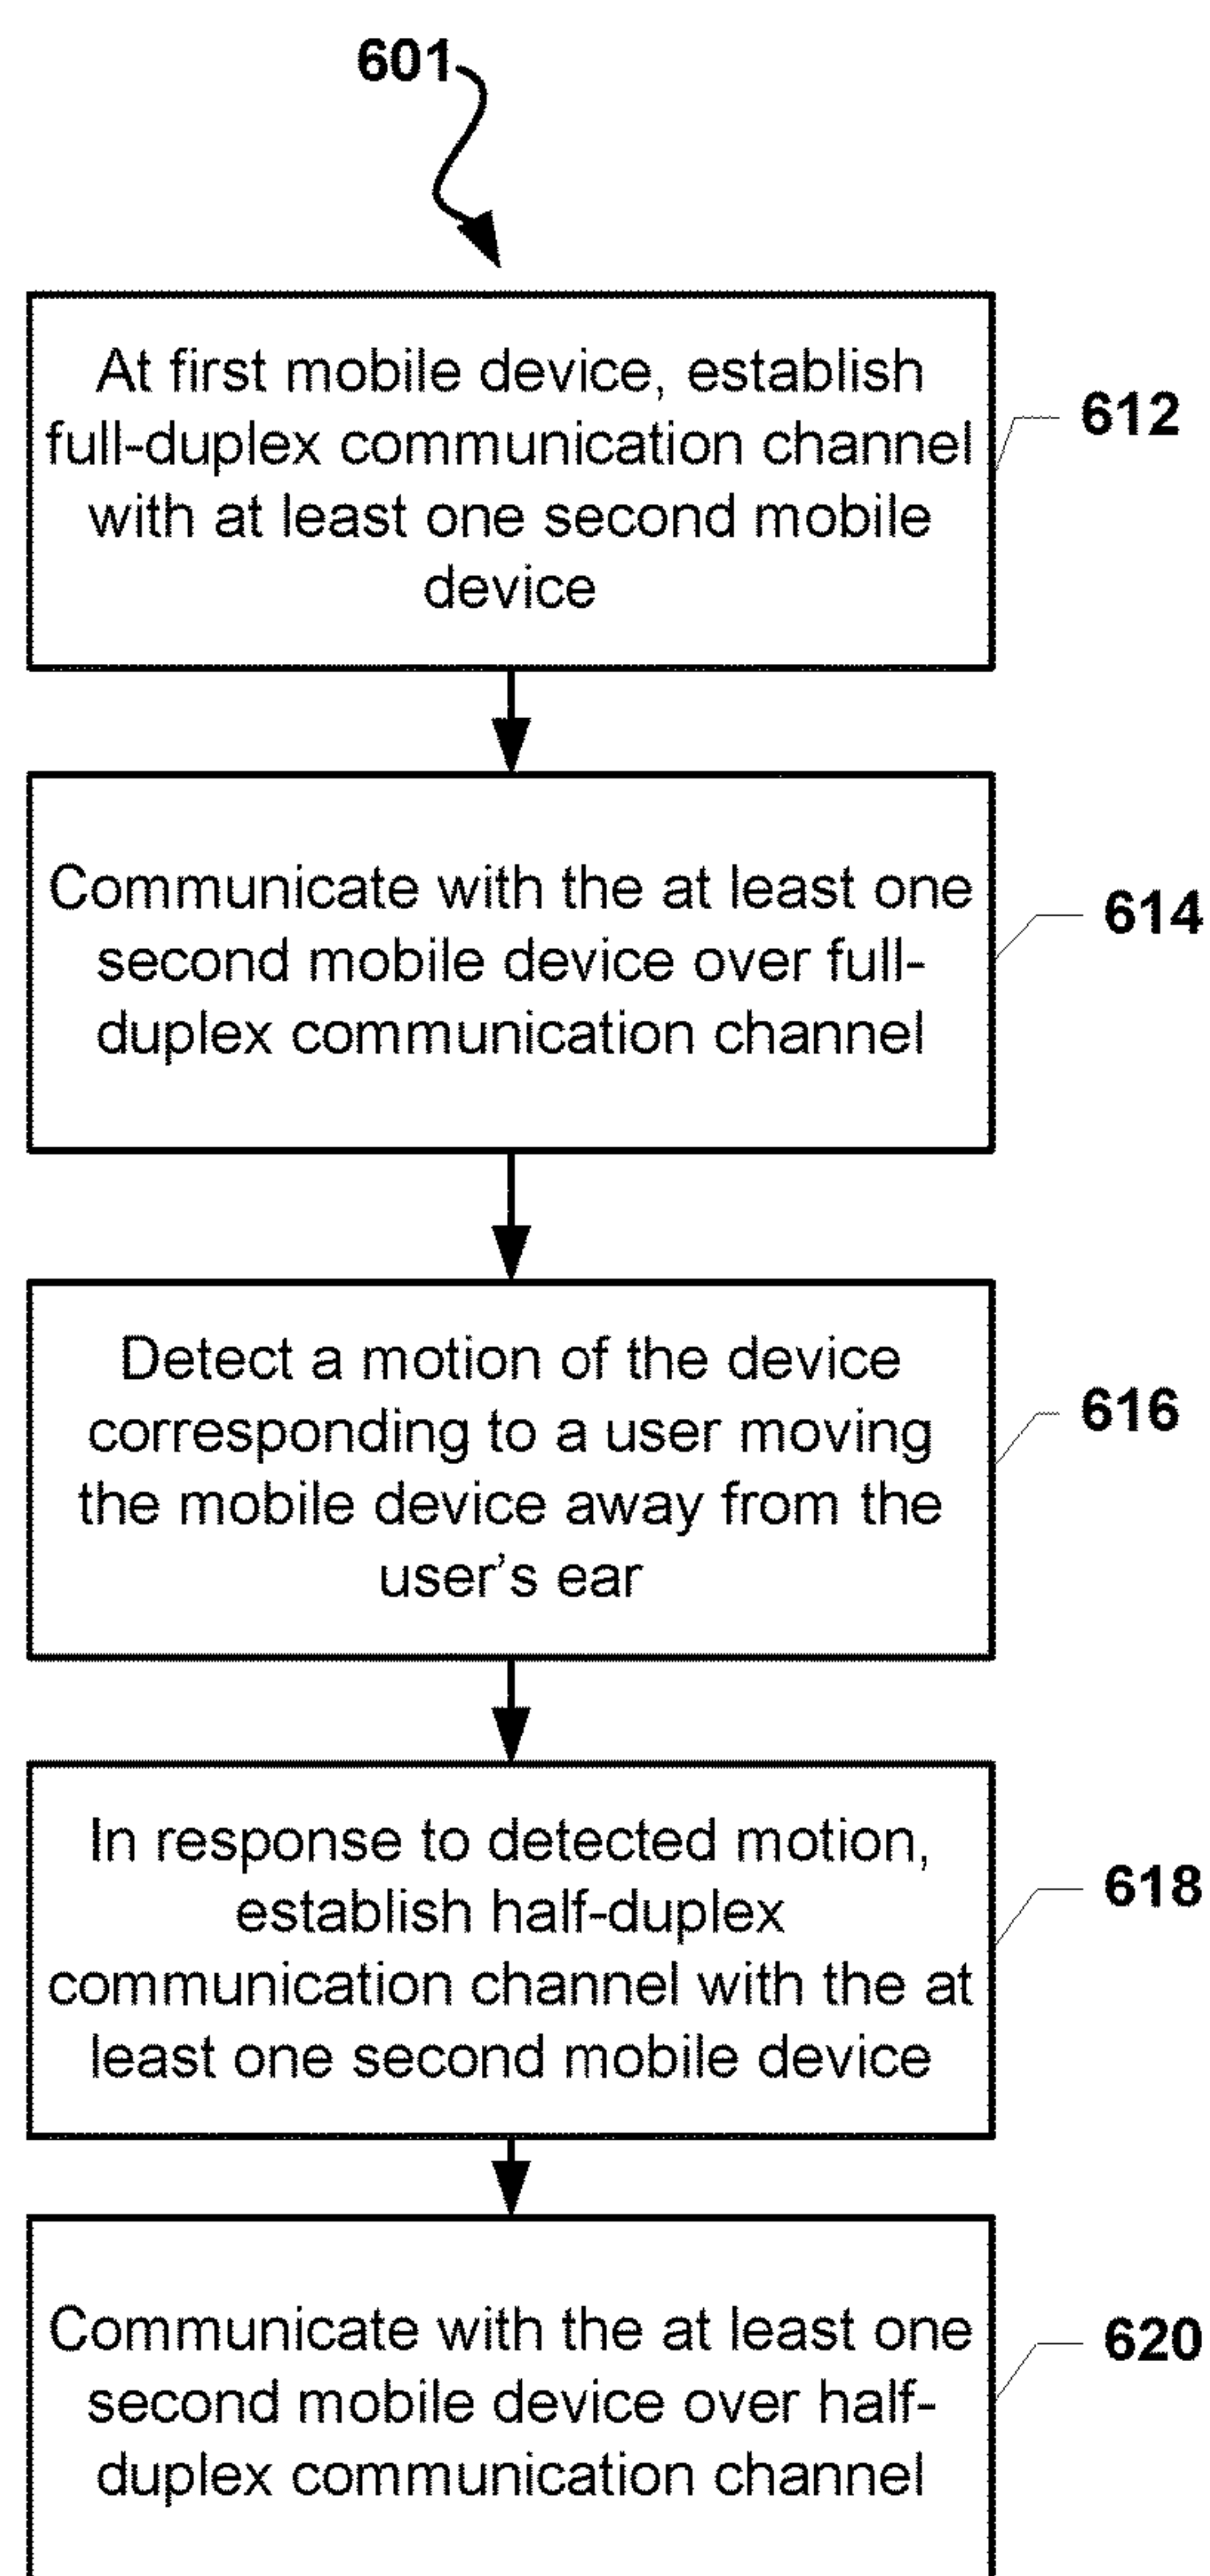 601
At first mobile device, establish
full-duplex communication channel
with at least one second mobile
device
612
Communicate with the at least one
second mobile device over full-
duplex communication channel
614
Detect a motion of the device
corresponding to a user moving
the mobile device away from the
user's ear
616
In response to detected motion,
establish half-duplex
communication channel with the at
least one second mobile device
618
Communicate with the at least one
second mobile device over half-
duplex communication channel
620